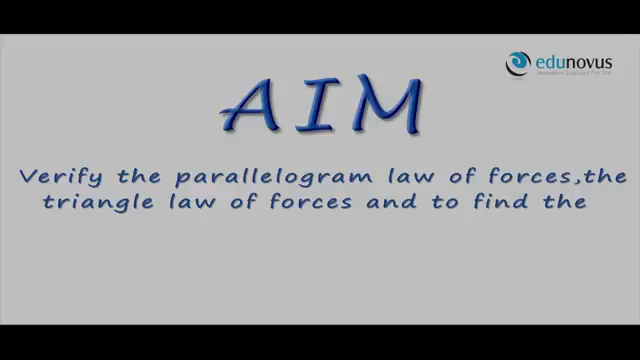 edunovus
AIM
Verify the parallelogram law of forces,the
triangle law of forces and to find the